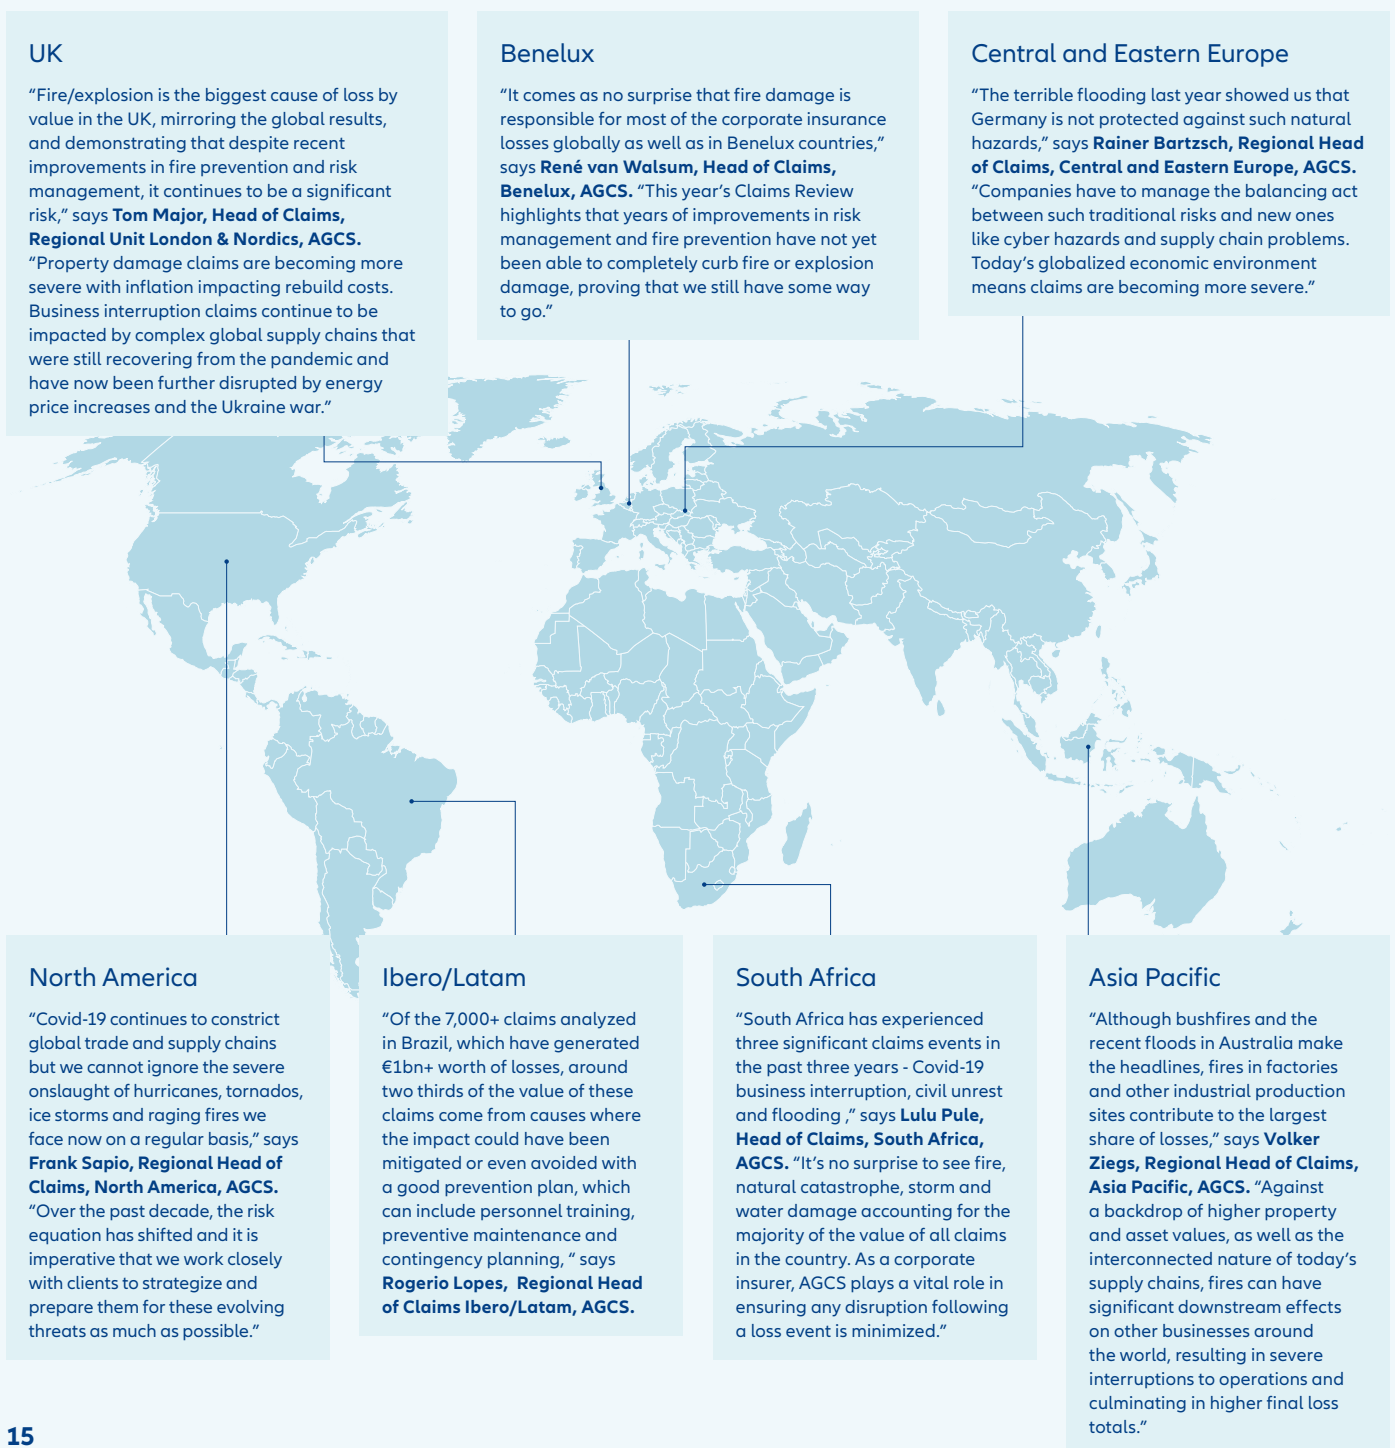 UK
“Fire/explosion is the biggest cause of loss by
value in the UK, mirroring the global results,
and demonstrating that despite recent
improvements in fire prevention and risk
management, it continues to be a significant
risk,” says Tom Major, Head of Claims,
Regional Unit London & Nordics, AGCS.
“Property damage claims are becoming more
severe with inflation impacting rebuild costs.
Business interruption claims continue to be
impacted by complex global supply chains that
were still recovering from the pandemic and
have now been further disrupted by energy
price increases and the Ukraine war.”
Benelux
“It comes as no surprise that fire damage is
responsible for most of the corporate insurance
losses globally as well as in Benelux countries,”
says René van Walsum, Head of Claims,
Benelux, AGCS. “This year’s Claims Review
highlights that years of improvements in risk
management and fire prevention have not yet
been able to completely curb fire or explosion
damage, proving that we still have some way
to go.”
Central and Eastern Europe
“The terrible flooding last year showed us that
Germany is not protected against such natural
hazards,” says Rainer Bartzsch, Regional Head
of Claims, Central and Eastern Europe, AGCS.
“Companies have to manage the balancing act
between such traditional risks and new ones
like cyber hazards and supply chain problems.
Today’s globalized economic environment
means claims are becoming more severe.”
North America
“Covid-19 continues to constrict
global trade and supply chains
but we cannot ignore the severe
onslaught of hurricanes, tornados,
ice storms and raging fires we
face now on a regular basis,” says
Frank Sapio, Regional Head of
Claims, North America, AGCS.
“Over the past decade, the risk
equation has shifted and it is
imperative that we work closely
with clients to strategize and
prepare them for these evolving
threats as much as possible.”
Ibero/Latam
“Of the 7,000+ claims analyzed
in Brazil, which have generated
€1bn+ worth of losses, around
two thirds of the value of these
claims come from causes where
the impact could have been
mitigated or even avoided with
a good prevention plan, which
can include personnel training,
preventive maintenance and
contingency planning, “ says
Rogerio Lopes,  Regional Head
of Claims Ibero/Latam, AGCS.
South Africa
“South Africa has experienced
three significant claims events in
the past three years - Covid-19
business interruption, civil unrest
and flooding ,” says Lulu Pule,
Head of Claims, South Africa,
AGCS. “It’s no surprise to see fire,
natural catastrophe, storm and
water damage accounting for the
majority of the value of all claims
in the country. As a corporate
insurer, AGCS plays a vital role in
ensuring any disruption following
a loss event is minimized.”
Asia Pacific
“Although bushfires and the
recent floods in Australia make
the headlines, fires in factories
and other industrial production
sites contribute to the largest
share of losses,” says Volker
Ziegs, Regional Head of Claims,
Asia Pacific, AGCS. “Against
a backdrop of higher property
and asset values, as well as the
interconnected nature of today’s
supply chains, fires can have
significant downstream effects
on other businesses around
the world, resulting in severe
interruptions to operations and
culminating in higher final loss
totals.”
15